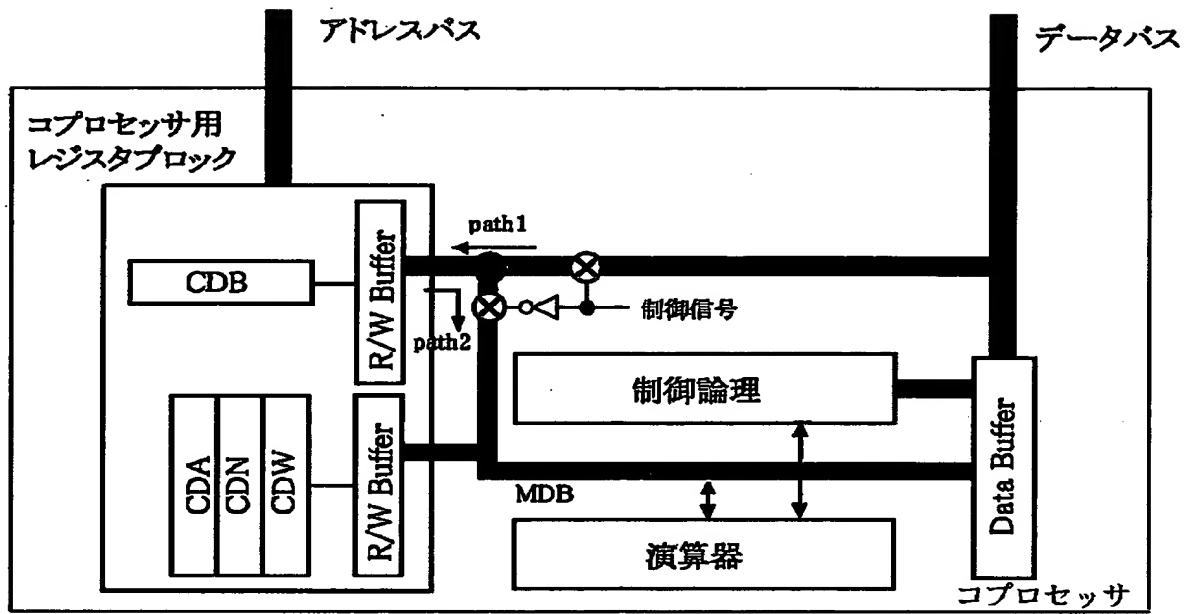 アドレスバス
データバス
コプロセッサ用
レジスタブロック
path1
CDB
R/W Buffer
制御信号
path2
制御論理
CDA
CDN
CDW
R/W Buffer
MDB
Data Buffer
演算器
コプロセッサ